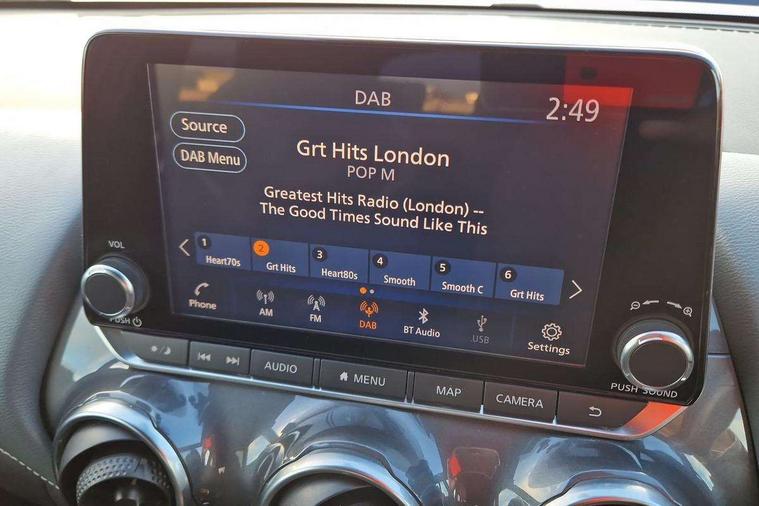 DAB
2:49
Source
DAB Menu
Grt Hits London
POP M
Greatest Hits Radio (London) --
The Good Times Sound Like This
1 Heart70s
2 Grt Hits
3 Heart80s
4 Smooth
5 Smooth C
6 Grt Hits
Phone
AM
FM
DAB
BT Audio
USB
Settings
VOL
PUSH
PUSH SOUND
AUDIO
MENU
MAP
CAMERA